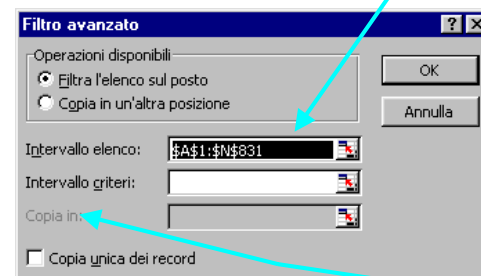 Filtro avanzato
Operazioni disponibili
Filtra l'elenco sul posto
Copia in un'altra posizione
OK
Annulla
Intervallo elenco: $A$1:$N$831
Intervallo criteri:
Copia in:
Copia unica dei record